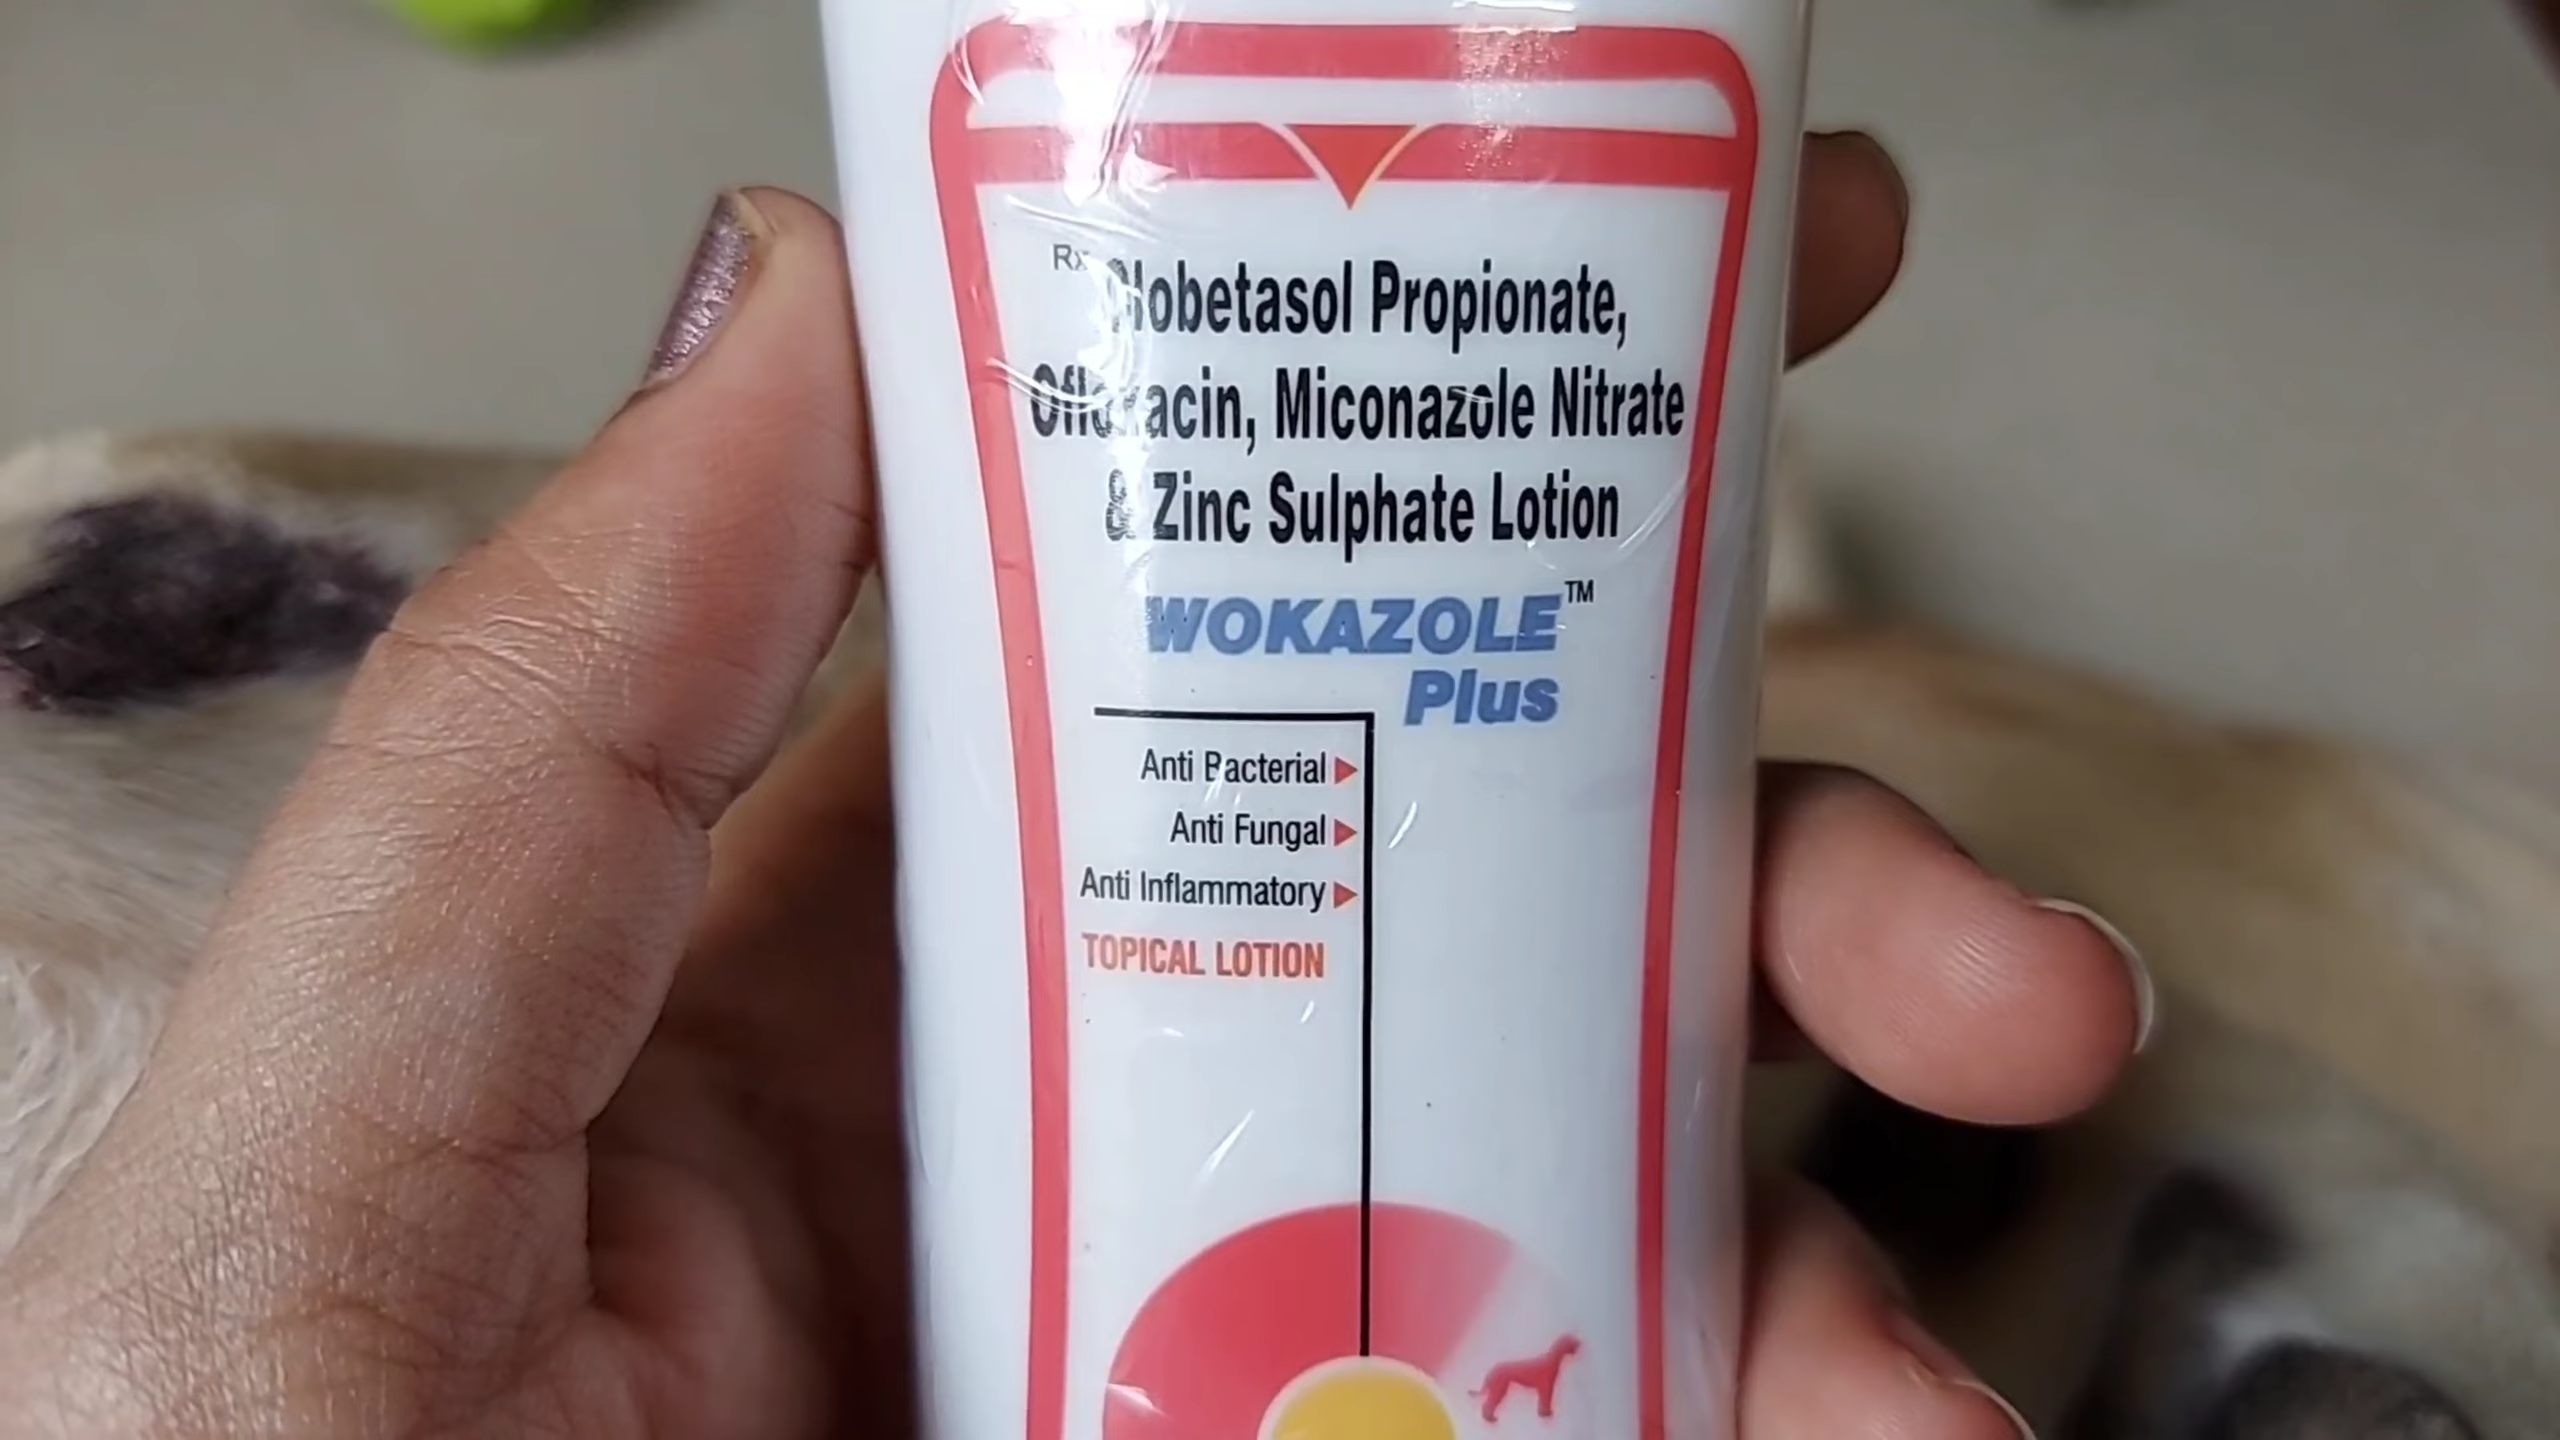 Rx Clobetasol Propionate,
Ofloxacin, Miconazole Nitrate
& Zinc Sulphate Lotion
WOKAZOLE™
Plus
Anti Bacterial
Anti Fungal
Anti Inflammatory
TOPICAL LOTION